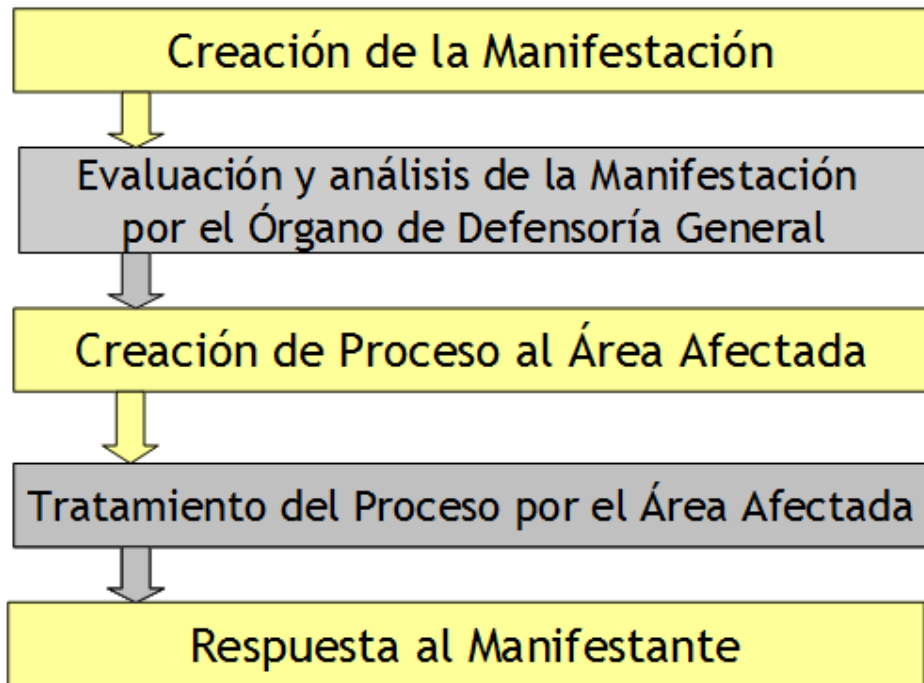 Creación de la Manifestación
Evaluación y análisis de la Manifestación
por el Órgano de Defensoría General
Creación de Proceso al Área Afectada
Tratamiento del Proceso por el Área Afectada
Respuesta al Manifestante